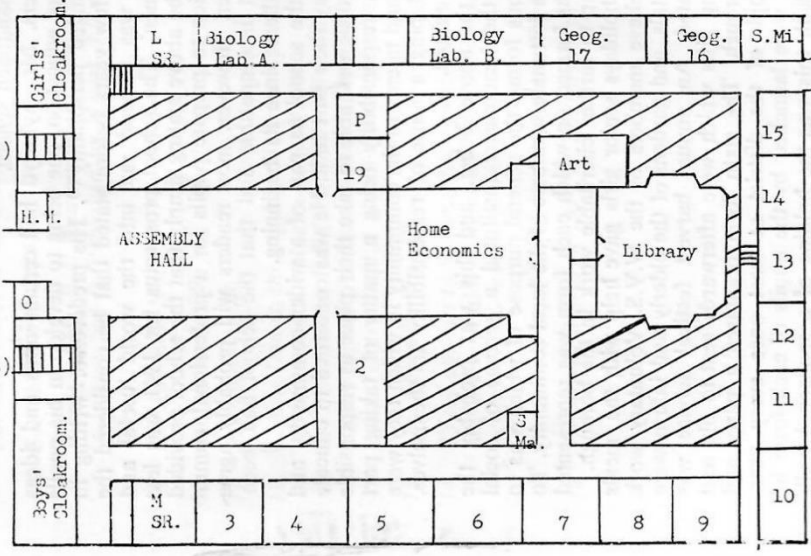 Girls'
Cloakroom.
L
SR.
Biology
Lab. A
Biology
Lab. B.
Geog.
17
Geog.
16
S.Mi.
P
19
15
Art
14
H.M.
ASSEMBLY
HALL
Home
Economics
Library
13
O
12
2
11
S
Ma.
Boys'
Cloakroom.
M
SR.
3
4
5
6
7
8
9
10